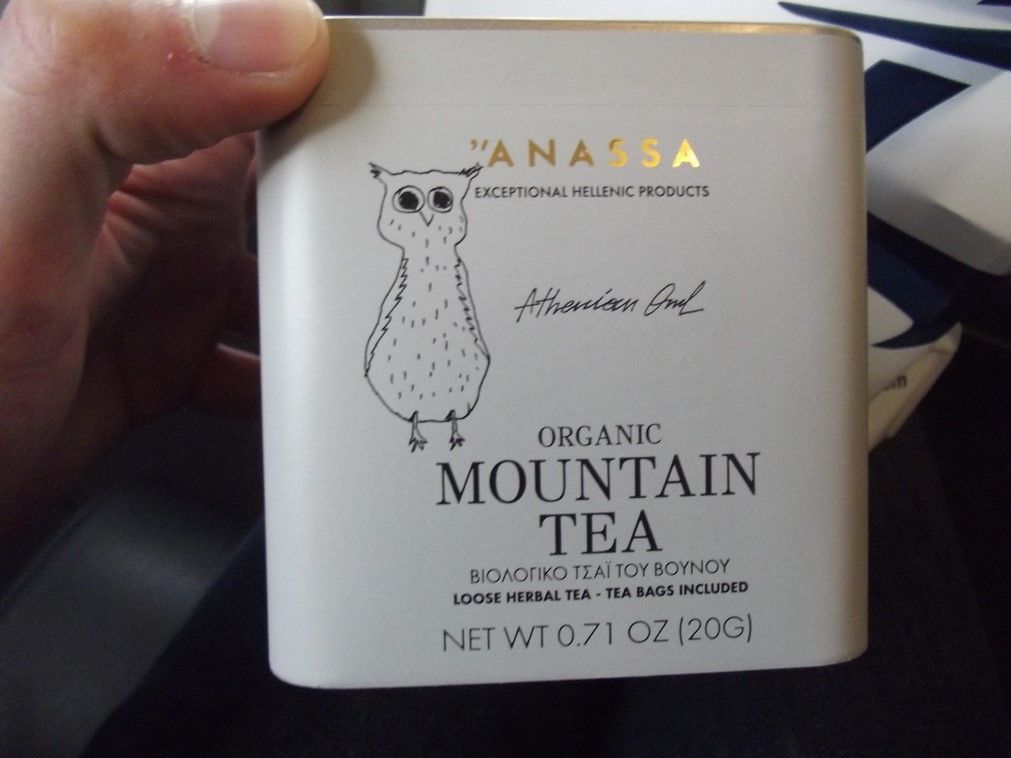 "ANASSA
EXCEPTIONAL HELLENIC PRODUCTS
Athenian Owl
ORGANIC
MOUNTAIN
TEA
ΒΙΟΛΟΓΙΚΟ ΤΣΑΪ ΤΟΥ ΒΟΥΝΟΥ
LOOSE HERBAL TEA - TEA BAGS INCLUDED
NET WT 0.71 OZ (20G)